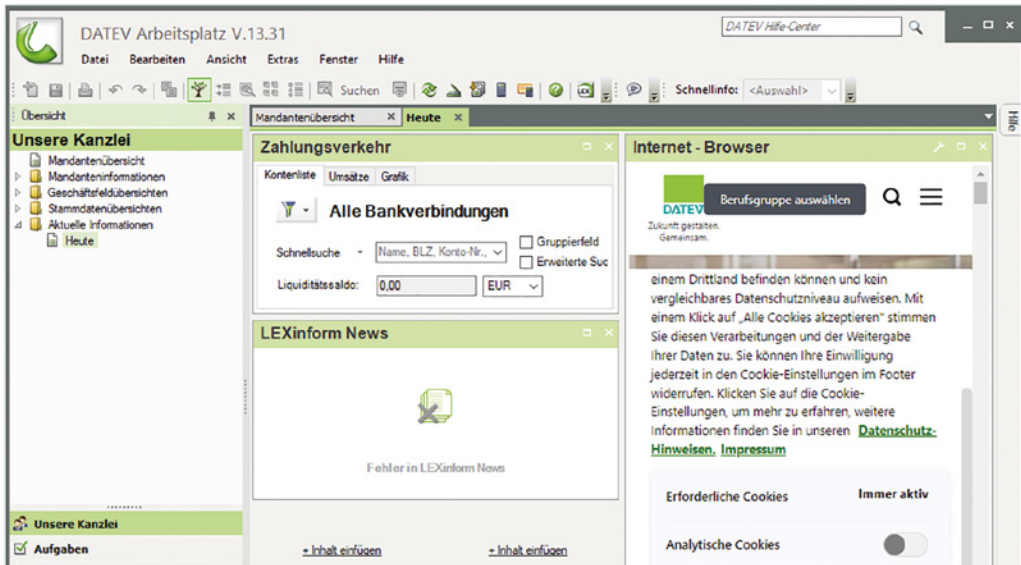 DATEV Arbeitsplatz V.13.31
DATEV Hilfe-Center
Datei Bearbeiten Ansicht Extras Fenster Hilfe
Suchen Schnellinfo: <Auswahl>
Übersicht
Mandantenübersicht Heute
Hilfe
Unsere Kanzlei
Mandantenübersicht
Mandanteninformationen
Geschäftsfeldübersichten
Stammdatenübersichten
Aktuelle Informationen
Heute
Unsere Kanzlei
Aufgaben
Zahlungsverkehr
Kontenliste Umsätze Grafik
Alle Bankverbindungen
Schnellsuche Name, BLZ, Konto-Nr.,
Gruppierfeld
Erweiterte Suc
Liquiditätssaldo: 0,00 EUR
LEXinform News
Fehler in LEXinform News
+ Inhalt einfügen + Inhalt einfügen
Internet - Browser
DATEV
Zukunft gestalten.
Gemeinsam.
Berufsgruppe auswählen
einem Drittland befinden können und kein
vergleichbares Datenschutzniveau aufweisen. Mit
einem Klick auf „Alle Cookies akzeptieren" stimmen
Sie diesen Verarbeitungen und der Weitergabe
Ihrer Daten zu. Sie können Ihre Einwilligung
jederzeit in den Cookie-Einstellungen im Footer
widerrufen. Klicken Sie auf die Cookie-
Einstellungen, um mehr zu erfahren, weitere
Informationen finden Sie in unseren Datenschutz-
Hinweisen. Impressum
Erforderliche Cookies Immer aktiv
Analytische Cookies